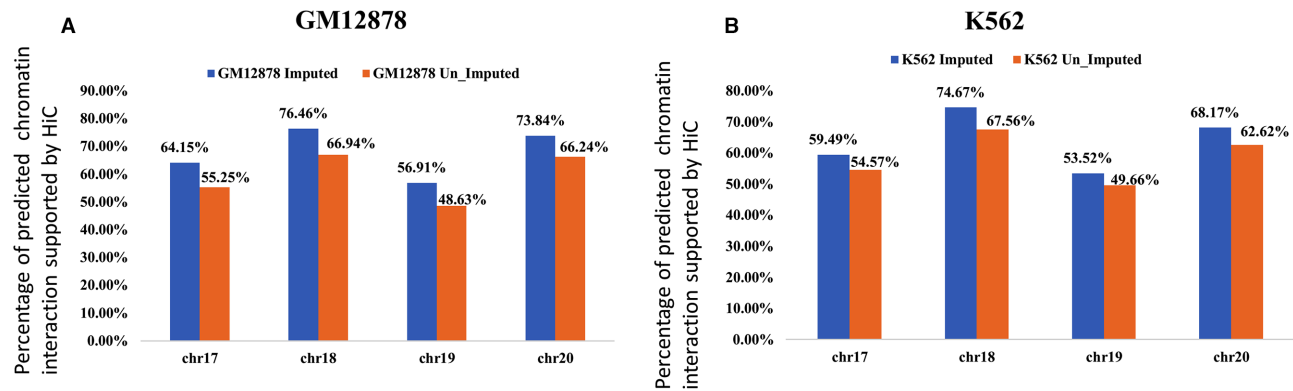 A
GM12878
GM12878 Imputed
GM12878 Un_Imputed
Percentage of predicted chromatin
interaction supported by HiC
90.00%
80.00%
70.00%
60.00%
50.00%
40.00%
30.00%
20.00%
10.00%
0.00%
64.15%
55.25%
76.46%
66.94%
56.91%
48.63%
73.84%
66.24%
chr17
chr18
chr19
chr20
B
K562
K562 Imputed
K562 Un_Imputed
Percentage of predicted chromatin
interaction supported by HiC
80.00%
70.00%
60.00%
50.00%
40.00%
30.00%
20.00%
10.00%
0.00%
59.49%
54.57%
74.67%
67.56%
53.52%
49.66%
68.17%
62.62%
chr17
chr18
chr19
chr20